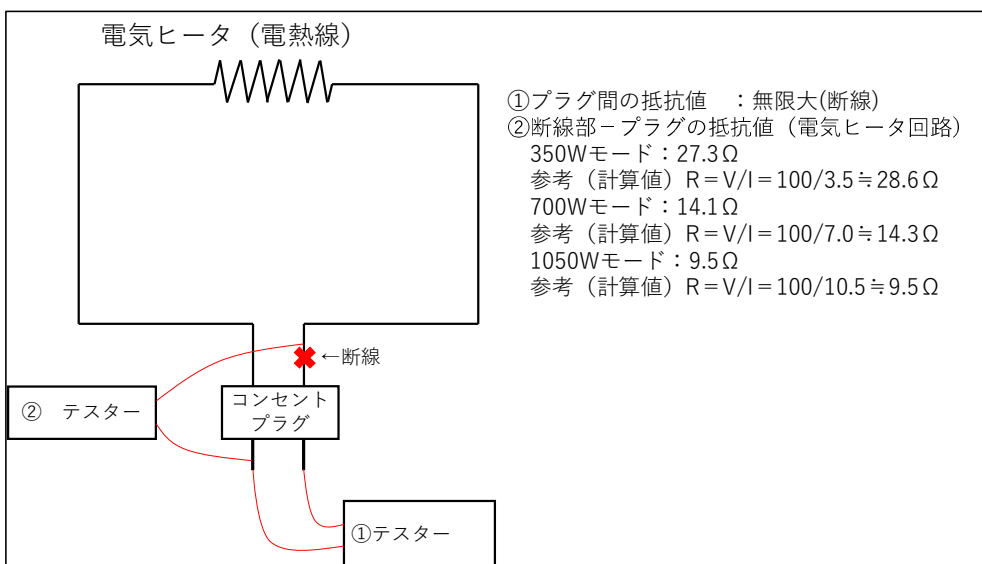 電気ヒータ（電熱線）
①プラグ間の抵抗値　：無限大(断線)
②断線部－プラグの抵抗値（電気ヒータ回路）
350Wモード：27.3Ω
参考（計算値）R＝V/I＝100/3.5≒28.6Ω
700Wモード：14.1Ω
参考（計算値）R＝V/I＝100/7.0≒14.3Ω
1050Wモード：9.5Ω
参考（計算値）R＝V/I＝100/10.5≒9.5Ω
←断線
②　テスター
コンセント
プラグ
①テスター